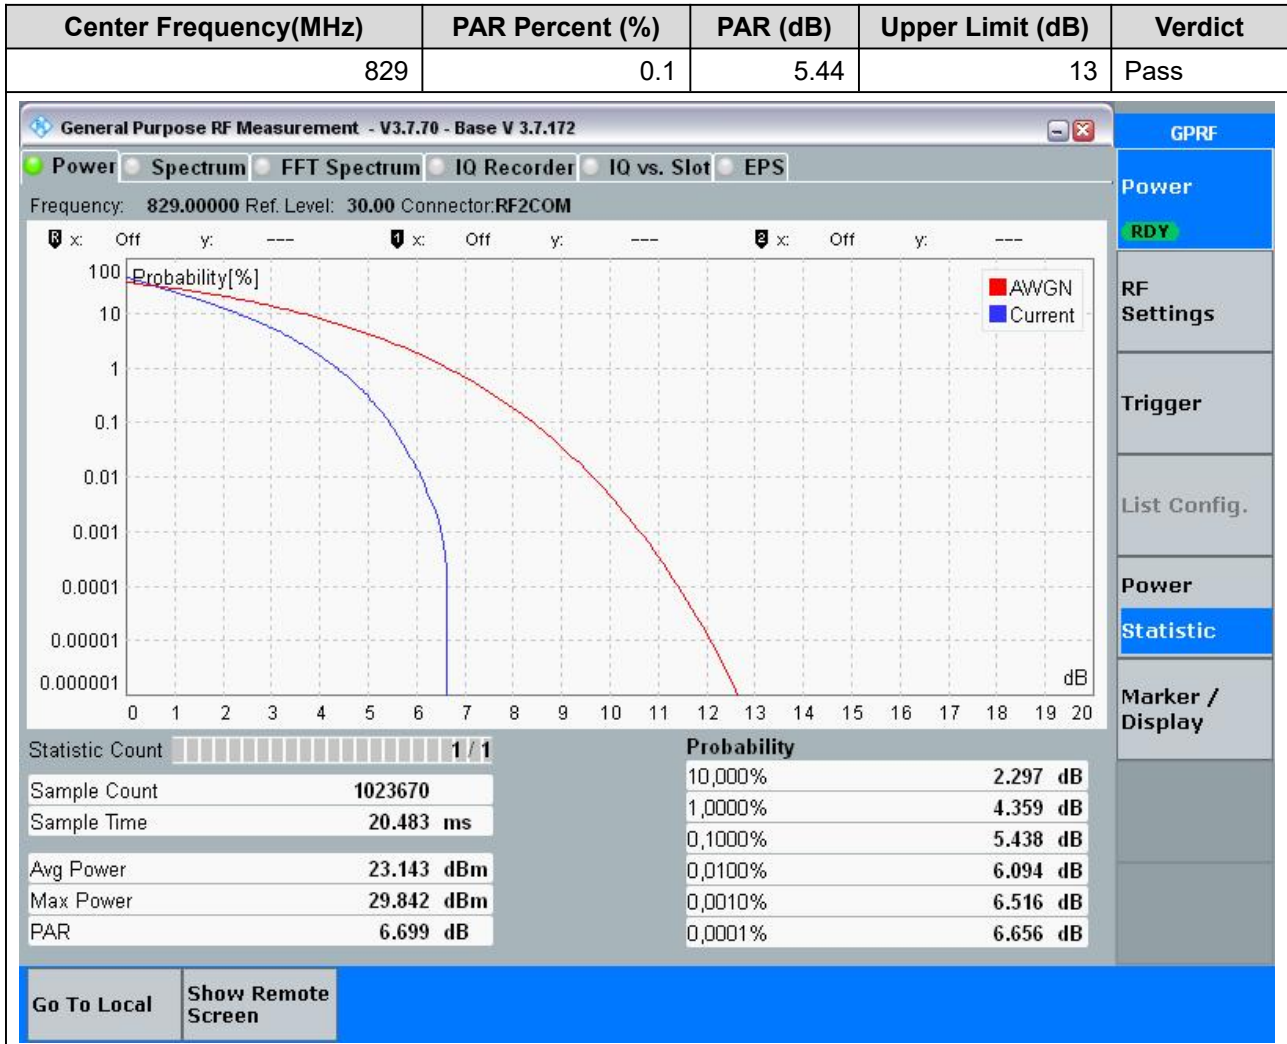 Center Frequency(MHz) PAR Percent (%) PAR (dB) Upper Limit (dB) Verdict
829 0.1 5.44 13 Pass
General Purpose RF Measurement - V3.7.70 - Base V 3.7.172
GPRF
Power Spectrum FFT Spectrum IQ Recorder IQ vs. Slot EPS
Power
RDY
Frequency: 829.00000 Ref. Level: 30.00 Connector:RF2COM
R x: Off y: --- 1 x: Off y: --- 2 x: Off y: ---
Probability[%]
AWGN
Current
100
10
1
0.1
0.01
0.001
0.0001
0.00001
0.000001
dB
0 1 2 3 4 5 6 7 8 9 10 11 12 13 14 15 16 17 18 19 20
RF
Settings
Trigger
List Config.
Power
Statistic
Marker /
Display
Statistic Count 1 / 1
Sample Count 1023670
Sample Time 20.483 ms
Avg Power 23.143 dBm
Max Power 29.842 dBm
PAR 6.699 dB
Probability
10,000% 2.297 dB
1,0000% 4.359 dB
0,1000% 5.438 dB
0,0100% 6.094 dB
0,0010% 6.516 dB
0,0001% 6.656 dB
Go To Local
Show Remote
Screen